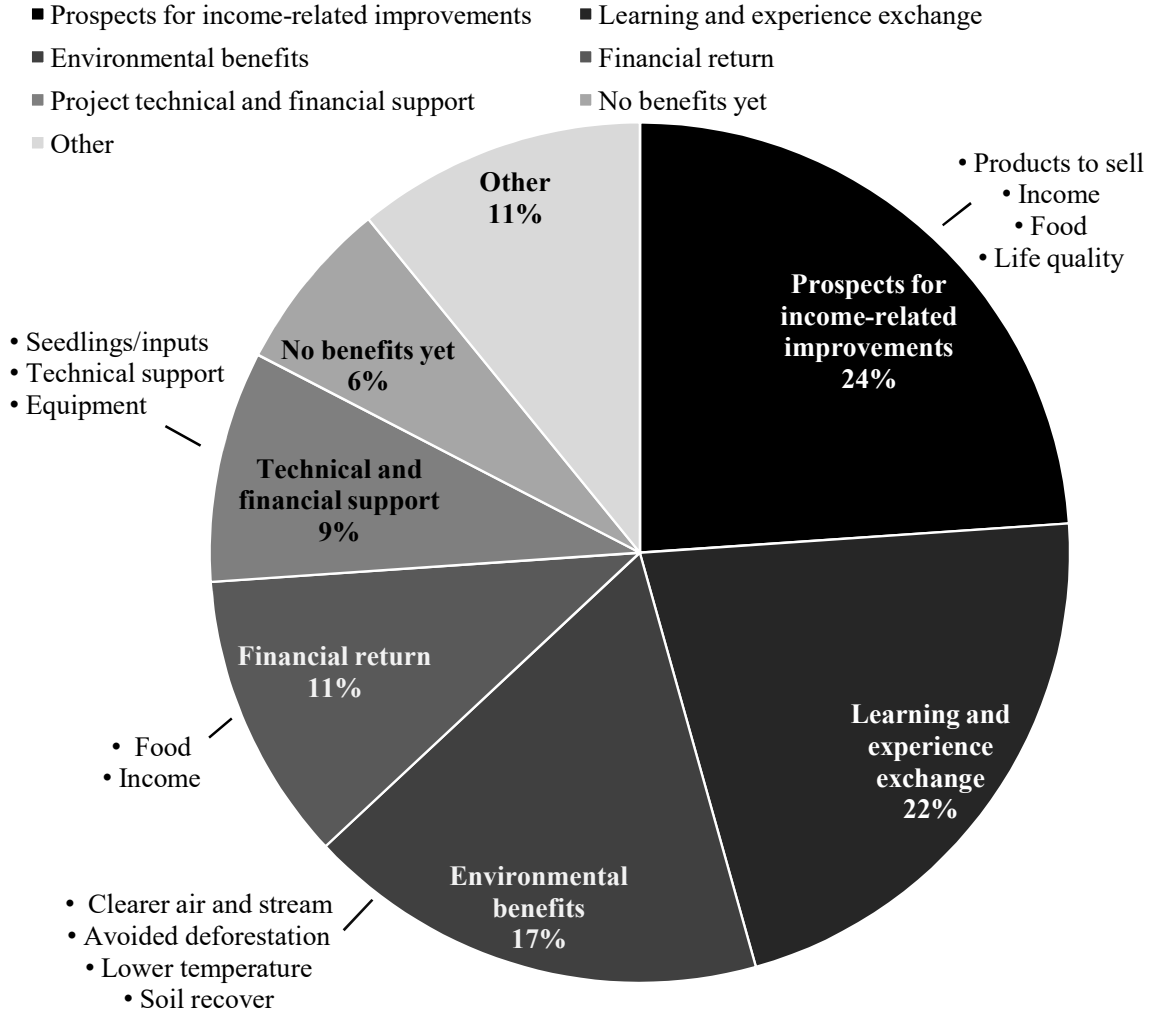 Prospects for income-related improvements
Learning and experience exchange
Environmental benefits
Financial return
Project technical and financial support
No benefits yet
Other
Other
11%
• Products to sell
• Income
• Food
• Life quality
Prospects for
income-related
improvements
24%
• Seedlings/inputs
• Technical support
• Equipment
No benefits yet
6%
Technical and
financial support
9%
Financial return
11%
• Food
• Income
Learning and
experience
exchange
22%
Environmental
benefits
17%
• Clearer air and stream
• Avoided deforestation
• Lower temperature
• Soil recover